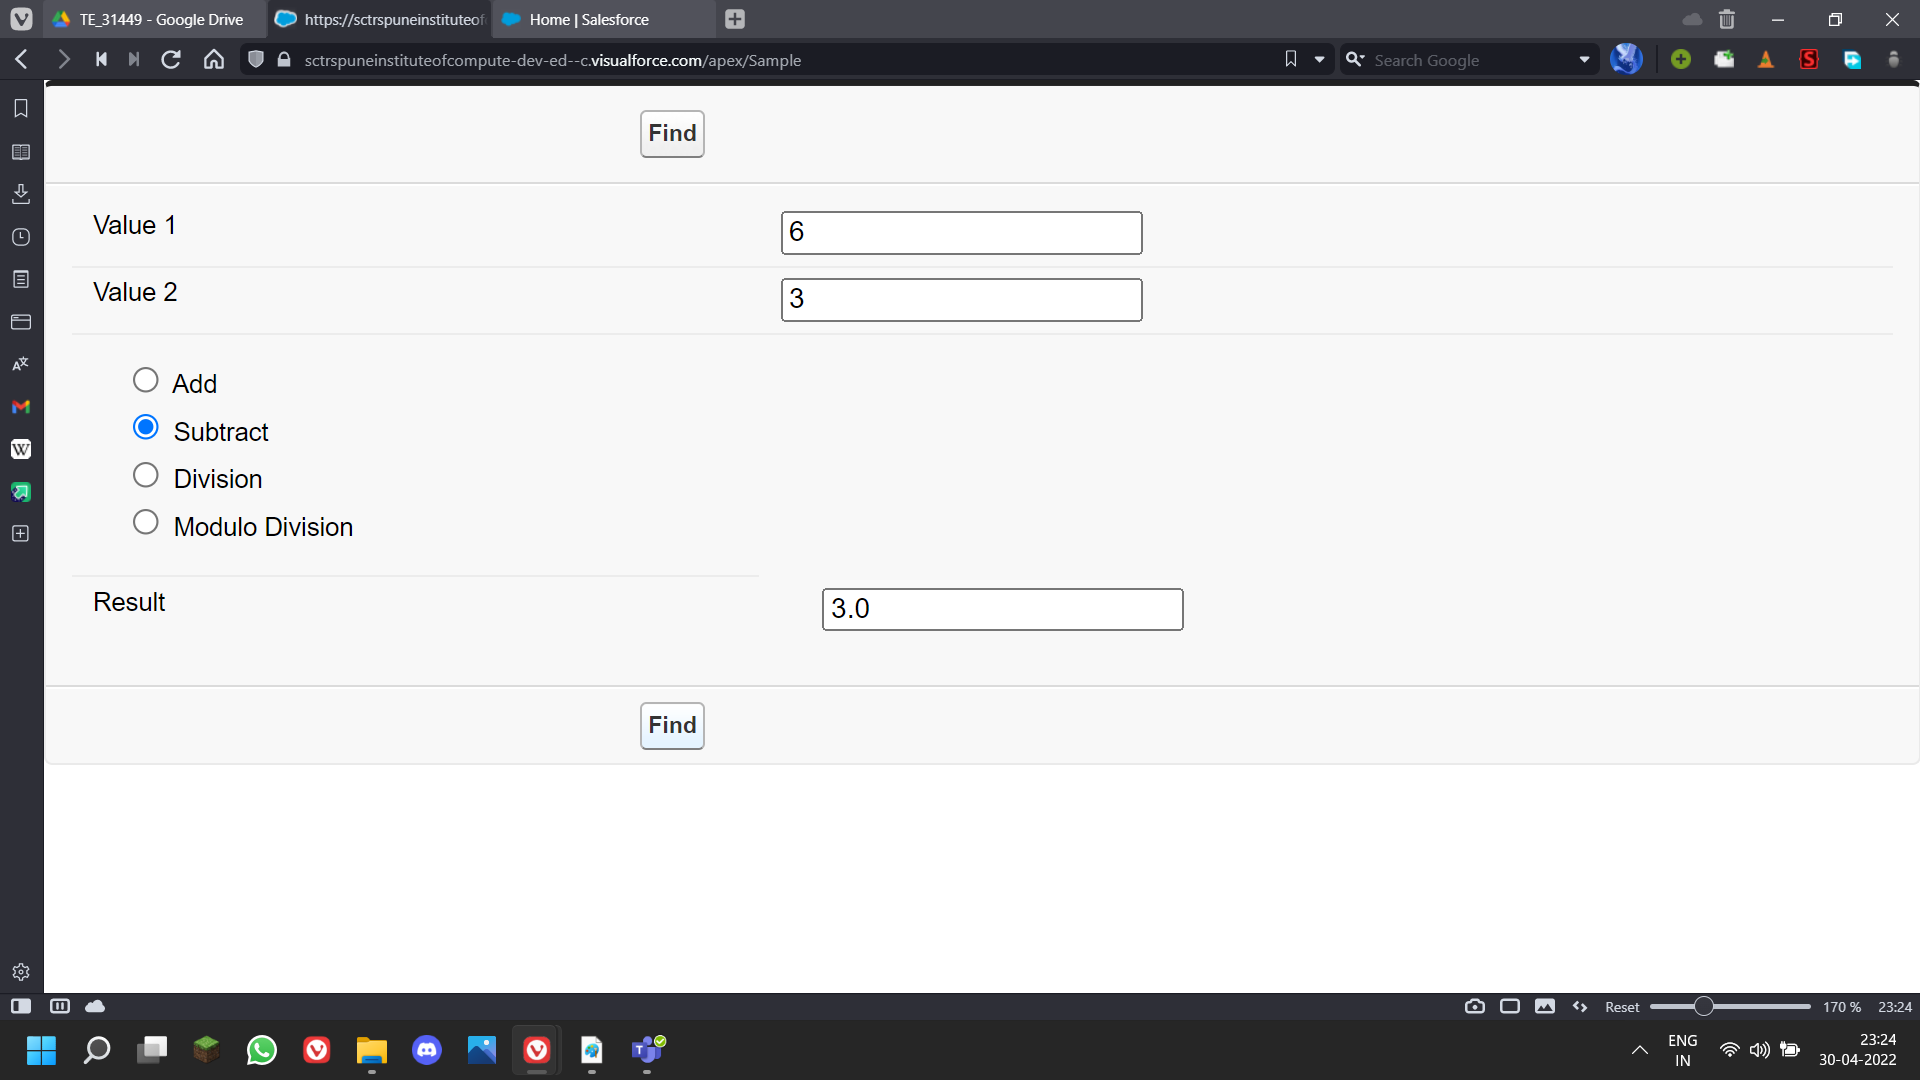 TE_31449 - Google Drive
https://sctrspuneinstituteof
Home | Salesforce
sctrspuneinstituteofcompute-dev-ed--c.visualforce.com/apex/Sample
Search Google
Find
Value 1
6
Value 2
3
Add
Subtract
Division
Modulo Division
Result
3.0
Find
Reset
170 %
23:24
ENG
IN
23:24
30-04-2022